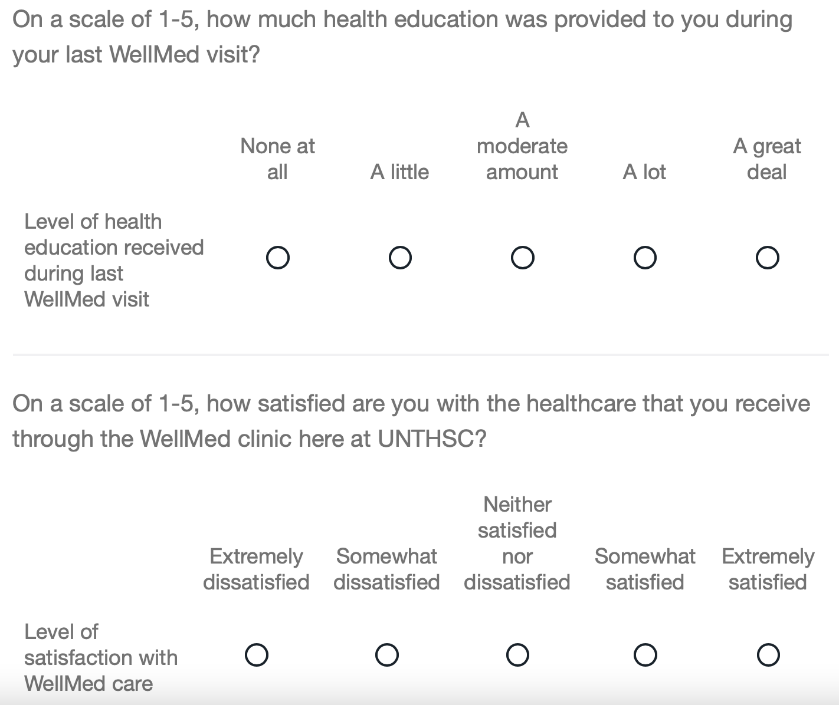 On a scale of 1-5, how much health education was provided to you during
your last WellMed visit?
None at all
A little
A moderate amount
A lot
A great deal
Level of health
education received
during last
WellMed visit
On a scale of 1-5, how satisfied are you with the healthcare that you receive
through the WellMed clinic here at UNTHSC?
Extremely dissatisfied
Somewhat dissatisfied
Neither satisfied nor dissatisfied
Somewhat satisfied
Extremely satisfied
Level of
satisfaction with
WellMed care